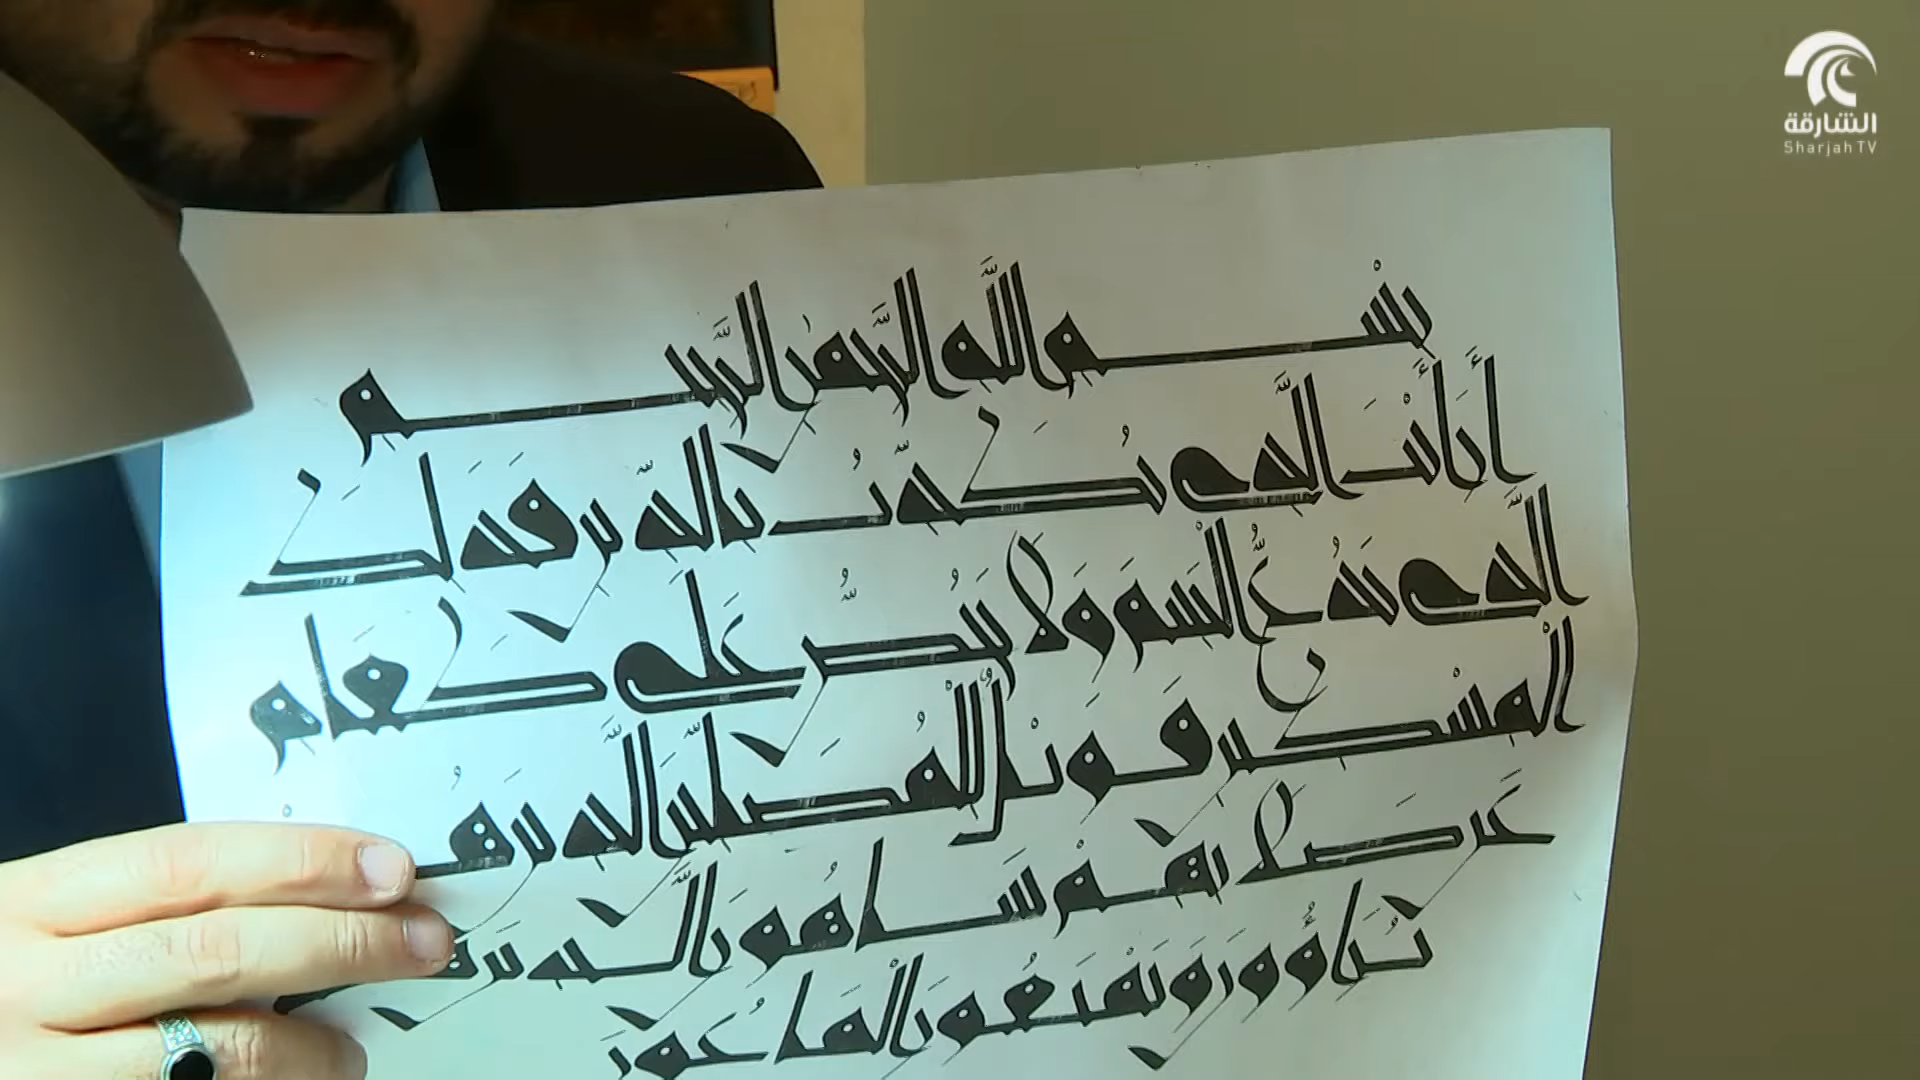 الشارقة
Sharjah TV
بسم الله الرحمن الرحيم
أرأيت الذي يكذب بالدين فذلك
الذي يدع اليتيم ولا يحض على طعام
المسكين فويل للمصلين الذين هم
عن صلاتهم ساهون الذين هم
يراؤون ويمنعون الماعون